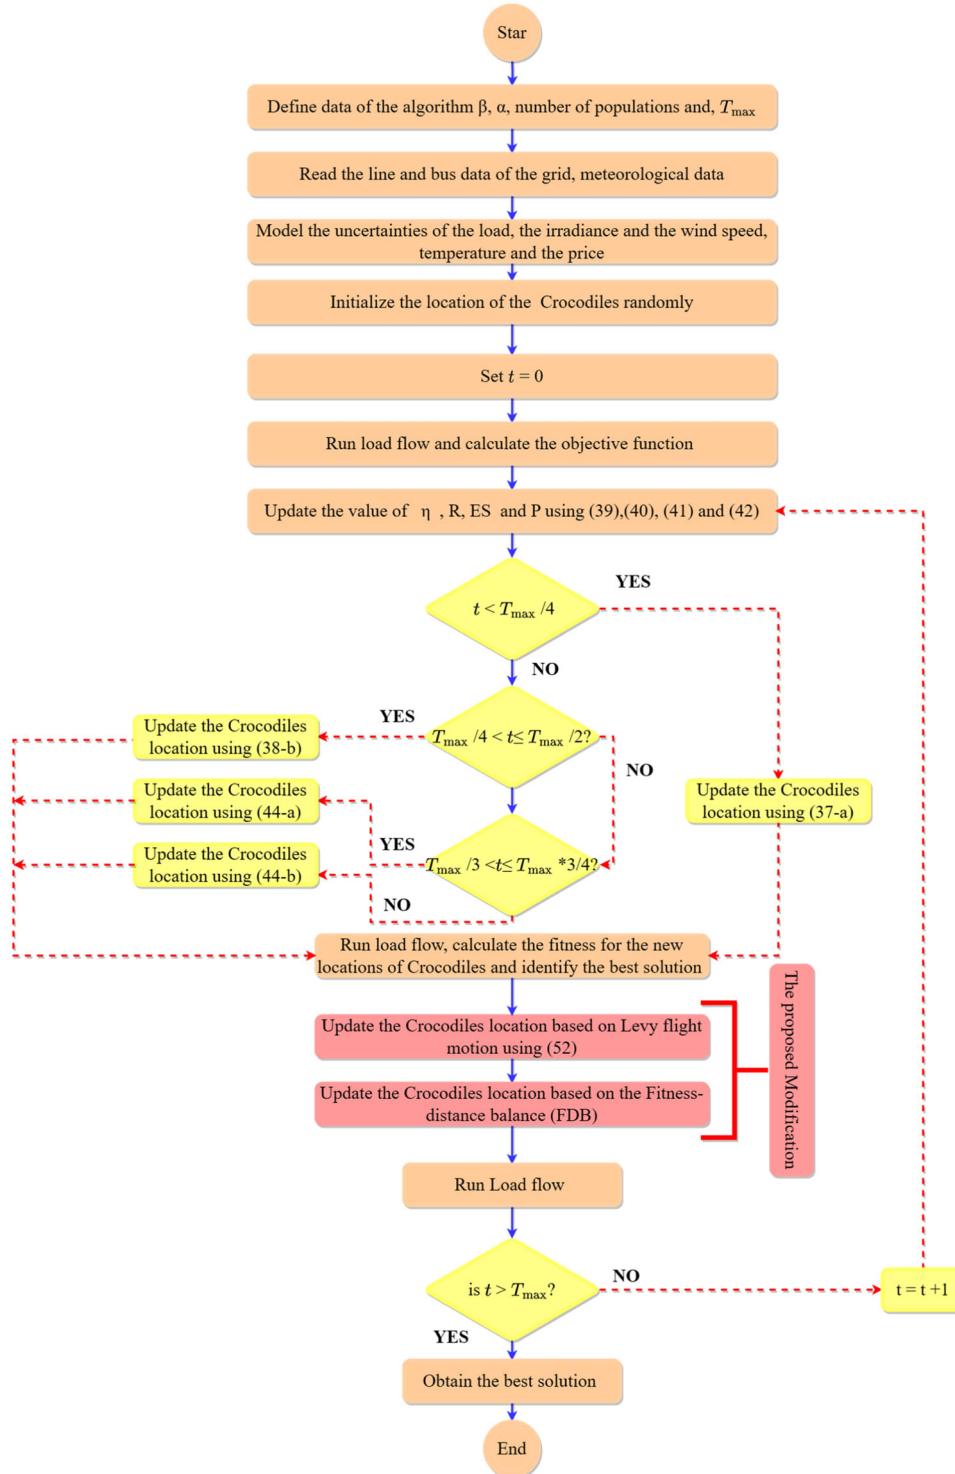 Star
Define data of the algorithm β, α, number of populations and, Tmax
Read the line and bus data of the grid, meteorological data
Model the uncertainties of the load, the irradiance and the wind speed,
temperature and the price
Initialize the location of the Crocodiles randomly
Set t = 0
Run load flow and calculate the objective function
Update the value of η , R, ES and P using (39),(40), (41) and (42)
t < Tmax /4
YES
NO
Tmax /4 < t≤ Tmax /2?
YES
NO
Update the Crocodiles
location using (38-b)
Update the Crocodiles
location using (44-a)
Update the Crocodiles
location using (37-a)
Tmax /3 <t≤ Tmax *3/4?
YES
NO
Update the Crocodiles
location using (44-b)
Run load flow, calculate the fitness for the new
locations of Crocodiles and identify the best solution
Update the Crocodiles location based on Levy flight
motion using (52)
Update the Crocodiles location based on the Fitness-
distance balance (FDB)
The proposed Modification
Run Load flow
is t > Tmax?
NO
t = t +1
YES
Obtain the best solution
End